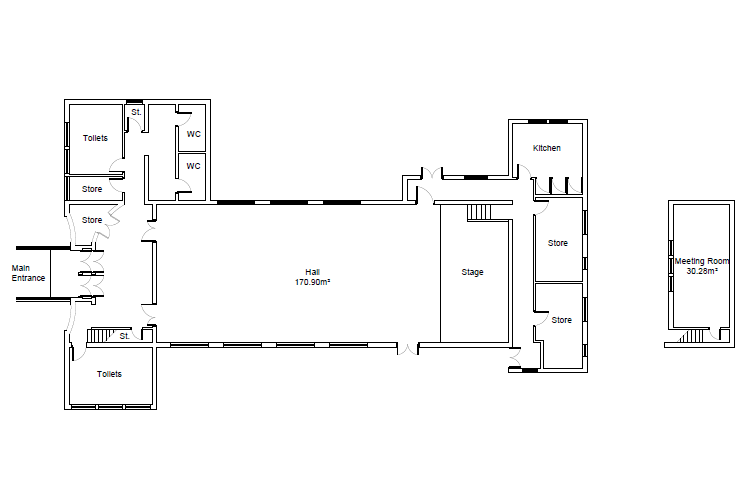 St.
Toilets
WC
WC
Kitchen
Store
Store
Main
Entrance
Hall
170.90m²
Stage
Store
Meeting Room
30.28m²
Store
St.
Toilets